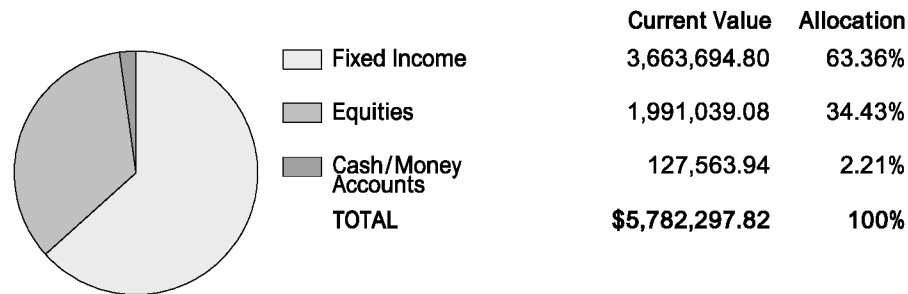 Current Value Allocation
Fixed Income 3,663,694.80 63.36%
Equities 1,991,039.08 34.43%
Cash/Money 127,563.94 2.21%
Accounts
TOTAL $5,782,297.82 100%